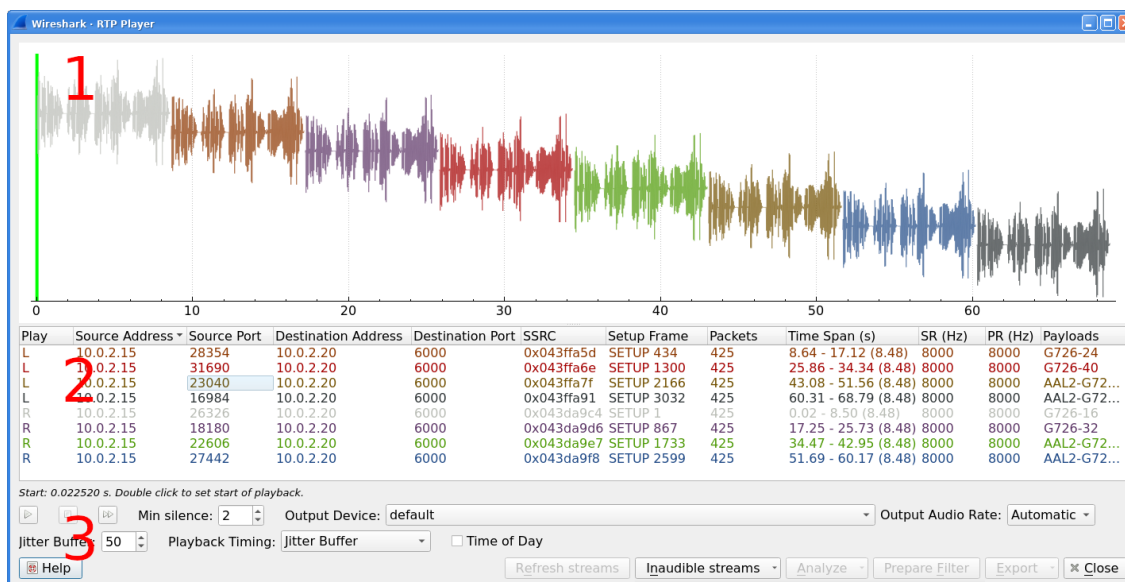 Wireshark - RTP Player
1
0 10 20 30 40 50 60
Play Source Address Source Port Destination Address Destination Port SSRC Setup Frame Packets Time Span (s) SR (Hz) PR (Hz) Payloads
L 10.0.2.15 28354 10.0.2.20 6000 0x043ffa5d SETUP 434 425 8.64 - 17.12 (8.48) 8000 8000 G726-24
L 10.0.2.15 31690 10.0.2.20 6000 0x043ffa6e SETUP 1300 425 25.86 - 34.34 (8.48) 8000 8000 G726-40
2
L 10.0.2.15 23040 10.0.2.20 6000 0x043ffa7f SETUP 2166 425 43.08 - 51.56 (8.48) 8000 8000 AAL2-G72...
L 10.0.2.15 16984 10.0.2.20 6000 0x043ffa91 SETUP 3032 425 60.31 - 68.79 (8.48) 8000 8000 AAL2-G72...
R 10.0.2.15 26326 10.0.2.20 6000 0x043da9c4 SETUP 1 425 0.02 - 8.50 (8.48) 8000 8000 G726-16
R 10.0.2.15 18180 10.0.2.20 6000 0x043da9d6 SETUP 867 425 17.25 - 25.73 (8.48) 8000 8000 G726-32
R 10.0.2.15 22606 10.0.2.20 6000 0x043da9e7 SETUP 1733 425 34.47 - 42.95 (8.48) 8000 8000 AAL2-G72...
R 10.0.2.15 27442 10.0.2.20 6000 0x043da9f8 SETUP 2599 425 51.69 - 60.17 (8.48) 8000 8000 AAL2-G72...
Start: 0.022520 s. Double click to set start of playback.
Min silence: 2 Output Device: default Output Audio Rate: Automatic
3
Jitter Buffer: 50 Playback Timing: Jitter Buffer Time of Day
Help Refresh streams Inaudible streams Analyze Prepare Filter Export Close